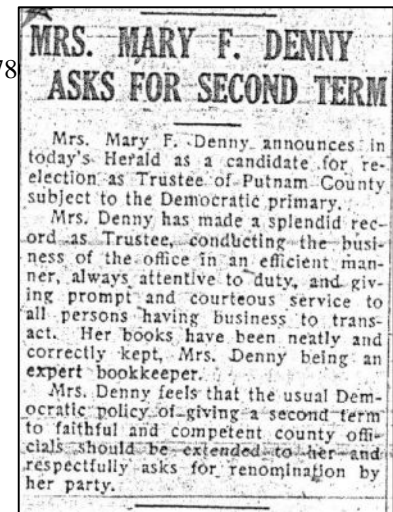 78
MRS. MARY F. DENNY
ASKS FOR SECOND TERM
Mrs. Mary F. Denny announces in
today's Herald as a candidate for re-
election as Trustee of Putnam County
subject to the Democratic primary.
Mrs. Denny has made a splendid rec-
ord as Trustee, conducting the busi-
ness of the office in an efficient man-
ner, always attentive to duty, and giv-
ing prompt and courteous service to
all persons having business to trans-
act. Her books have been neatly and
correctly kept, Mrs. Denny being an
expert bookkeeper.
Mrs. Denny feels that the usual Dem-
ocratic policy of giving a second term
to faithful and competent county offi-
cials should be extended to her and
respectfully asks for renomination by
her party.